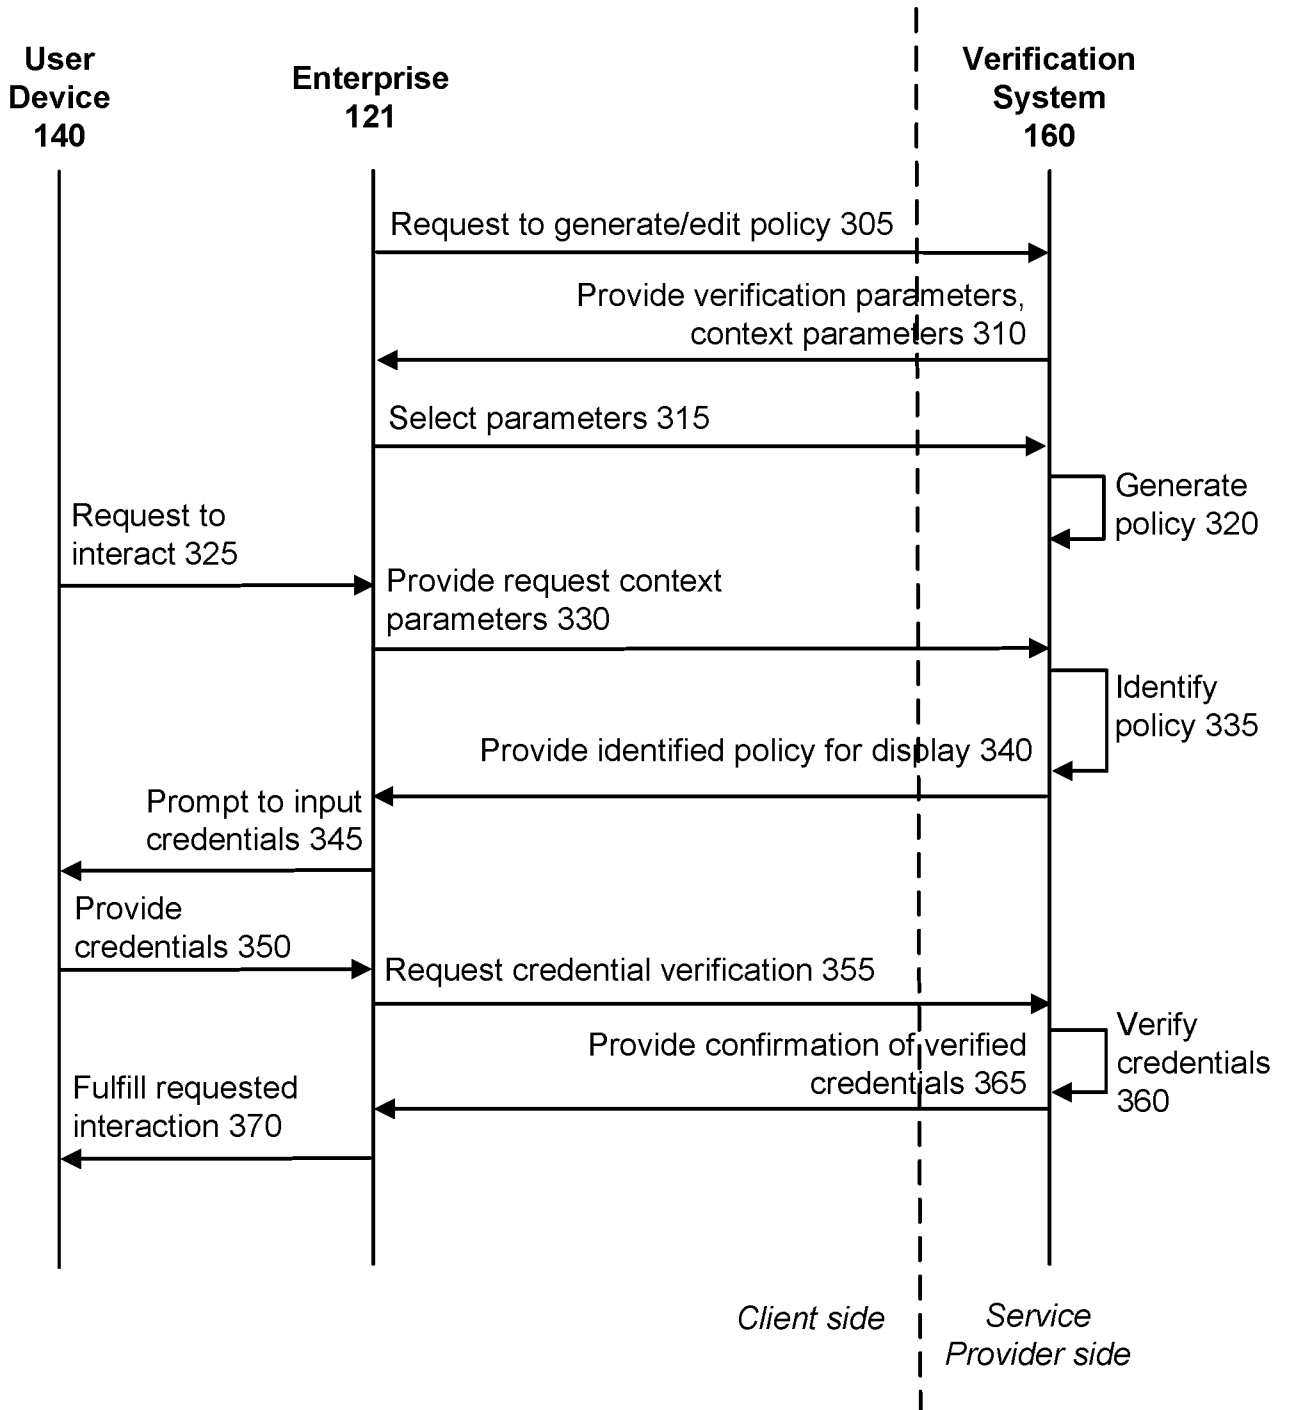 User
Device
140
Enterprise
121
Verification
System
160
Request to generate/edit policy 305
Provide verification parameters,
context parameters 310
Select parameters 315
Generate
policy 320
Request to
interact 325
Provide request context
parameters 330
Identify
policy 335
Provide identified policy for display 340
Prompt to input
credentials 345
Provide
credentials 350
Request credential verification 355
Verify
credentials
360
Provide confirmation of verified
credentials 365
Fulfill requested
interaction 370
Client side
Service
Provider side